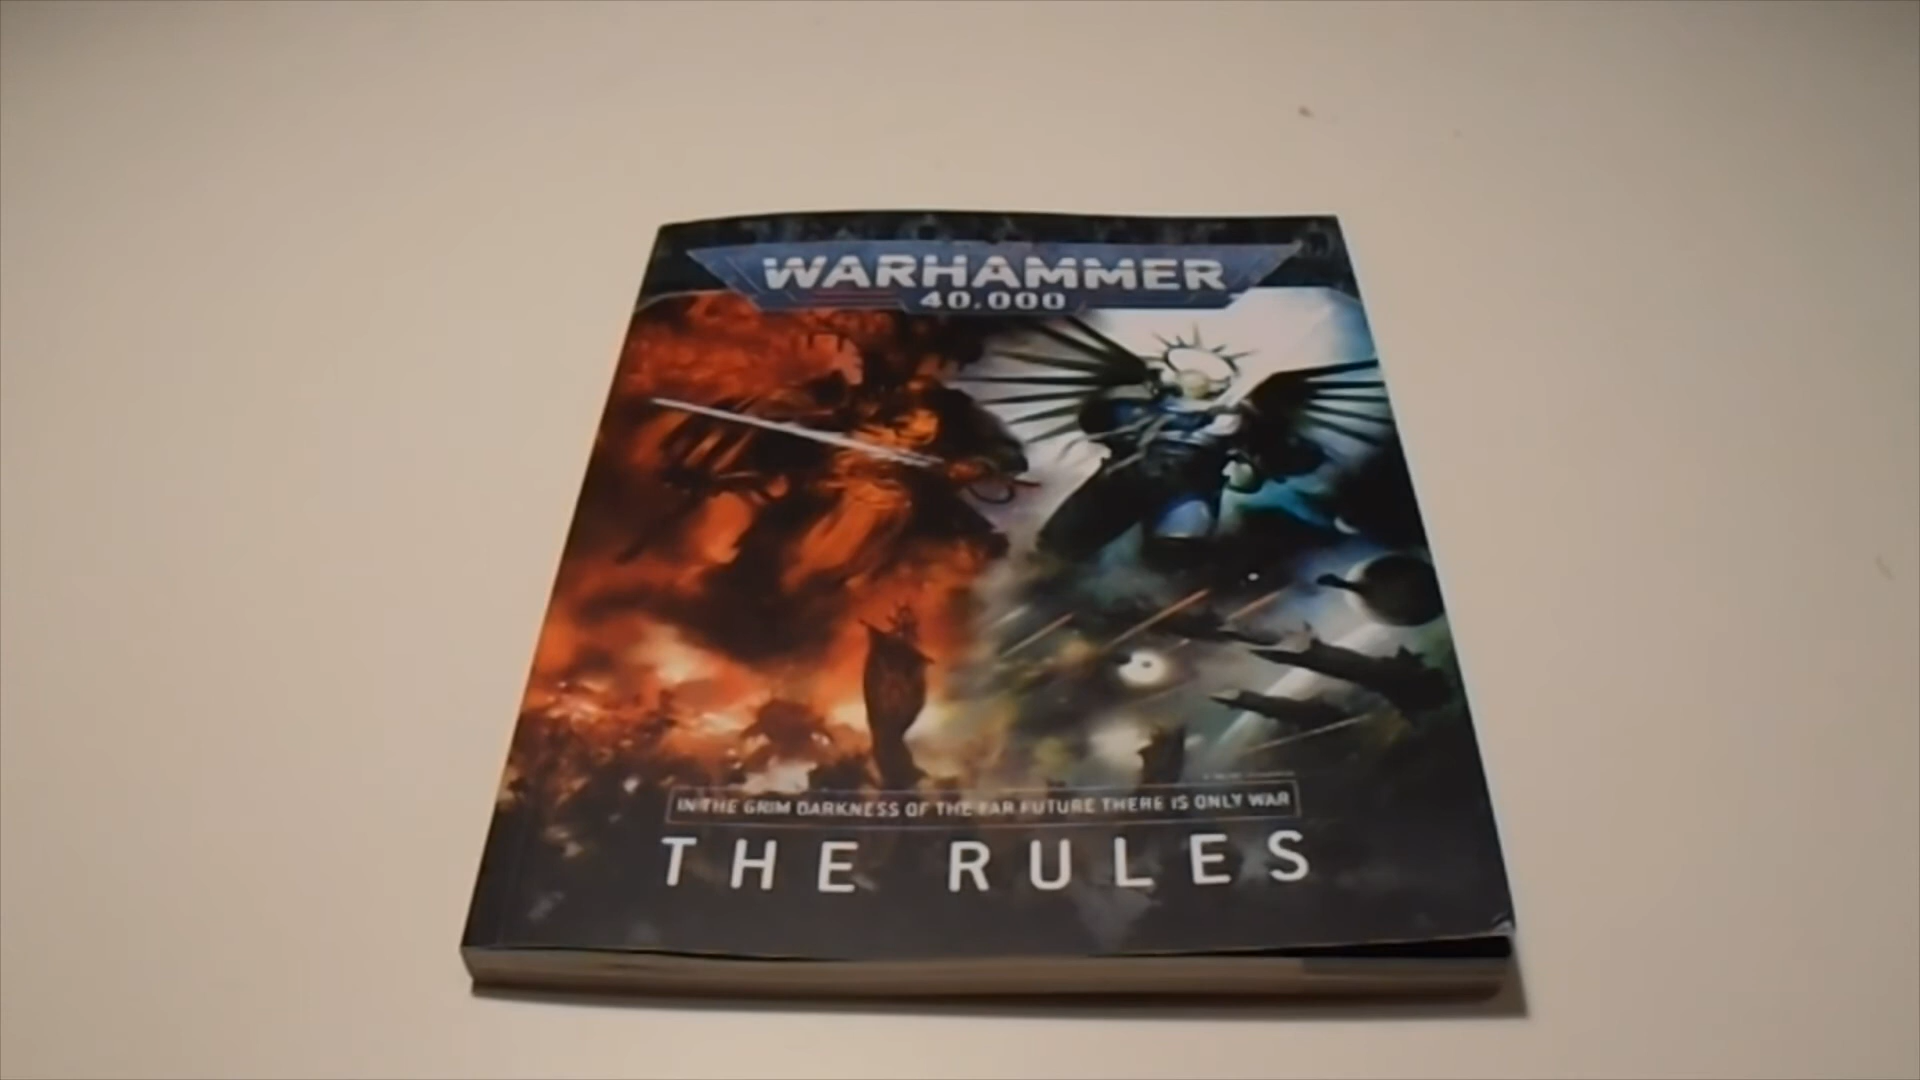 WARHAMMER
40,000
IN THE GRIM DARKNESS OF THE FAR FUTURE THERE IS ONLY WAR
THE RULES